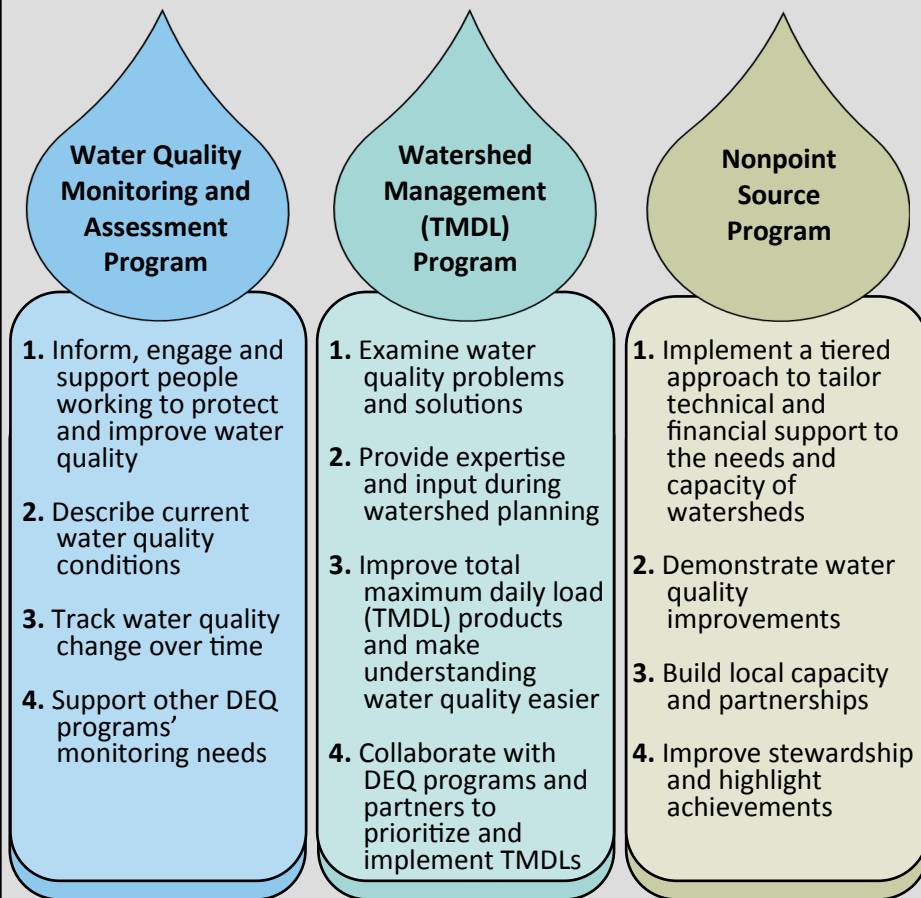 Water Quality
Monitoring and
Assessment
Program
1. Inform, engage and
support people
working to protect
and improve water
quality
2. Describe current
water quality
conditions
3. Track water quality
change over time
4. Support other DEQ
programs’
monitoring needs
Watershed
Management
(TMDL)
Program
1. Examine water
quality problems
and solutions
2. Provide expertise
and input during
watershed planning
3. Improve total
maximum daily load
(TMDL) products
and make
understanding
water quality easier
4. Collaborate with
DEQ programs and
partners to
prioritize and
implement TMDLs
Nonpoint
Source
Program
1. Implement a tiered
approach to tailor
technical and
financial support to
the needs and
capacity of
watersheds
2. Demonstrate water
quality
improvements
3. Build local capacity
and partnerships
4. Improve stewardship
and highlight
achievements